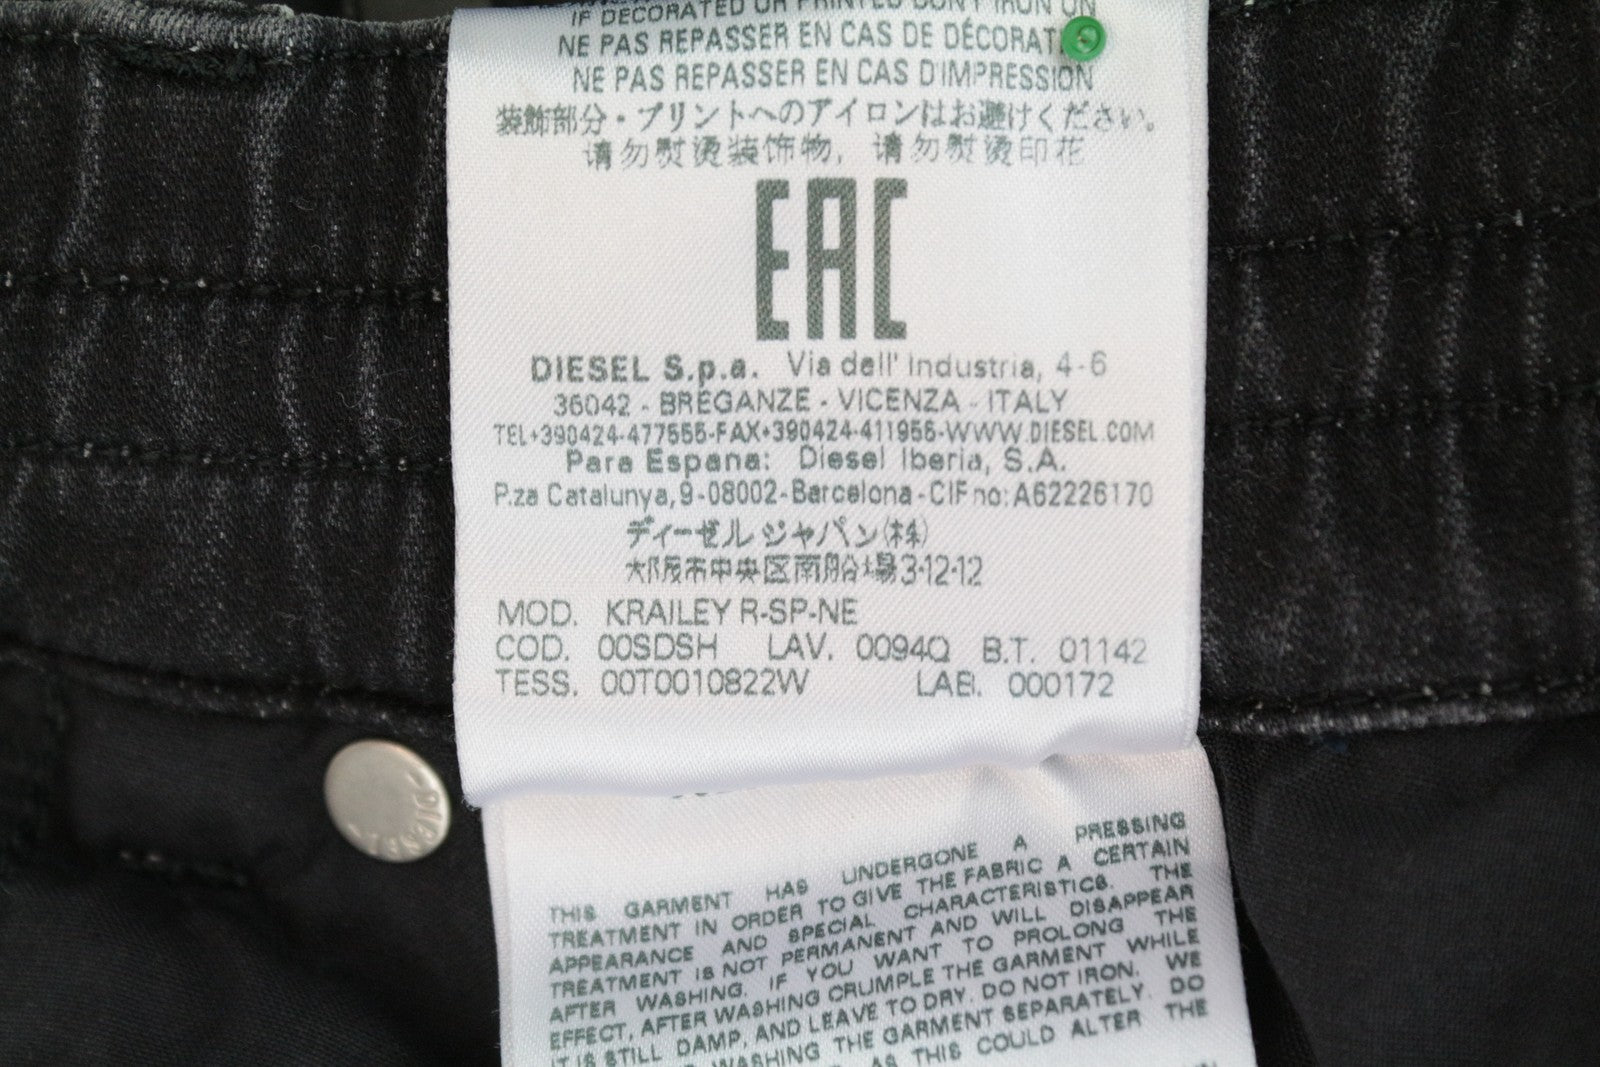 IF DECORATED OR PRINTED DON'T IRON ON
NE PAS REPASSER EN CAS DE DÉCORAT
NE PAS REPASSER EN CAS D'IMPRESSION
装飾部分・プリントへのアイロンはお避けください。
请勿熨烫装饰物，请勿熨烫印花
EAC
DIESEL S.p.a. Via dell' Industria, 4-6
36042 - BREGANZE - VICENZA - ITALY
TEL+390424-477555-FAX+390424-411955-WWW.DIESEL.COM
Para Espana: Diesel Iberia, S.A.
P.za Catalunya, 9-08002-Barcelona-CIF no: A62226170
ディーゼル ジャパン(株)
大阪市中央区南船場3-12-12
MOD. KRAILEY R-SP-NE
COD. 00SDSH LAV. 0094Q B.T. 01142
TESS. 00T0010822W LAB. 000172
DIESEL
THIS GARMENT HAS UNDERGONE A PRESSING
TREATMENT IN ORDER TO GIVE THE FABRIC A CERTAIN
APPEARANCE AND SPECIAL CHARACTERISTICS. THE
TREATMENT IS NOT PERMANENT AND WILL DISAPPEAR
AFTER WASHING. IF YOU WANT TO PROLONG THE
EFFECT, AFTER WASHING CRUMPLE THE GARMENT WHILE
IT IS STILL DAMP, AND LEAVE TO DRY. DO NOT IRON. WE
WASHING THE GARMENT SEPARATELY. DO
AS THIS COULD ALTER THE